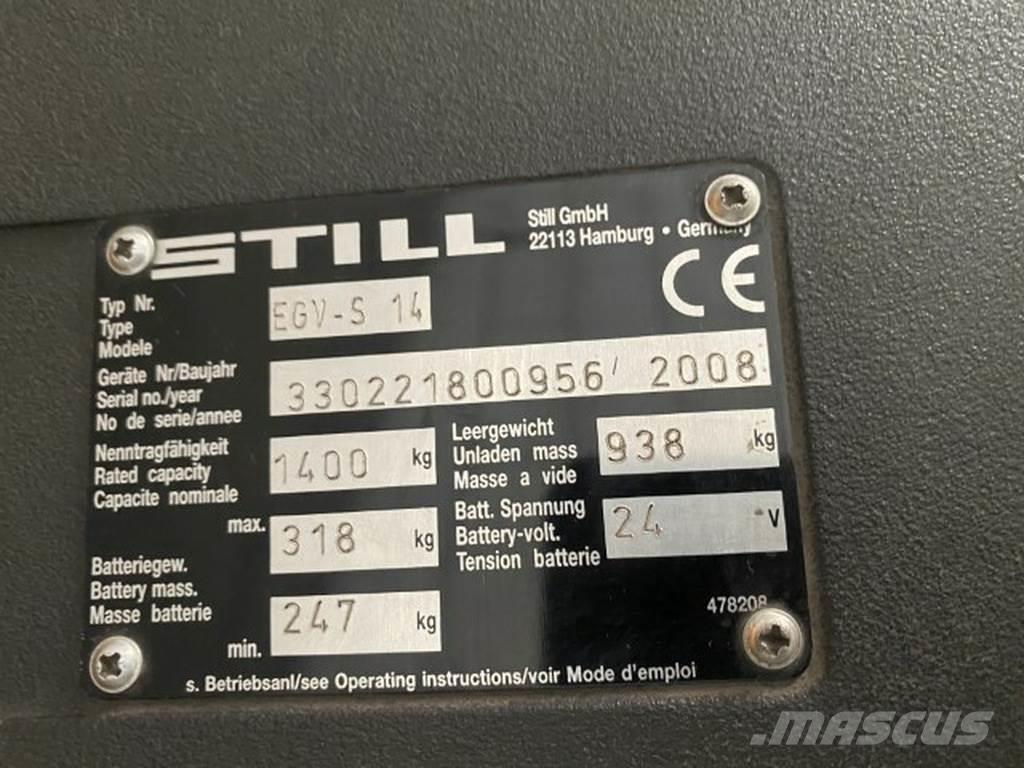 STILL
Still GmbH
22113 Hamburg • Germany
CE
Typ Nr.
Type
Modele
EGV-S 14
Geräte Nr/Baujahr
Serial no./year
No de serie/annee
330221800956/ 2008
Nenntragfähigkeit
Rated capacity
Capacite nominale
1400 kg
Leergewicht
Unladen mass
Masse a vide
938 kg
Batteriegew.
Battery mass.
Masse batterie
max. 318 kg
min. 247 kg
Batt. Spannung
Battery-volt.
Tension batterie
24 V
478208
s. Betriebsanl/see Operating instructions/voir Mode d'emploi
MASCUS